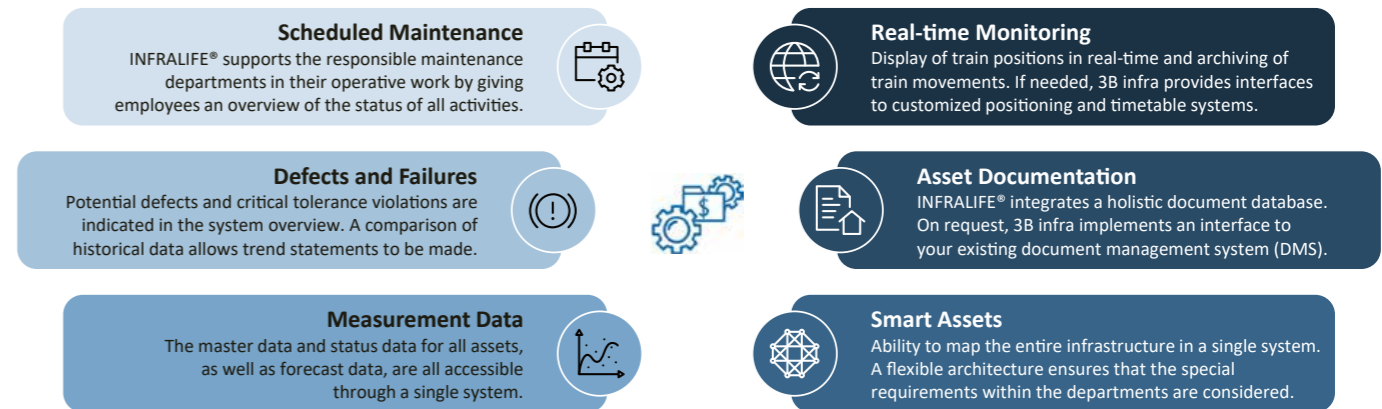 Scheduled Maintenance
INFRALIFE® supports the responsible maintenance
departments in their operative work by giving
employees an overview of the status of all activities.
Defects and Failures
Potential defects and critical tolerance violations are
indicated in the system overview. A comparison of
historical data allows trend statements to be made.
Measurement Data
The master data and status data for all assets,
as well as forecast data, are all accessible
through a single system.
$
Real-time Monitoring
Display of train positions in real-time and archiving of
train movements. If needed, 3B infra provides interfaces
to customized positioning and timetable systems.
Asset Documentation
INFRALIFE® integrates a holistic document database.
On request, 3B infra implements an interface to
your existing document management system (DMS).
Smart Assets
Ability to map the entire infrastructure in a single system.
A flexible architecture ensures that the special
requirements within the departments are considered.